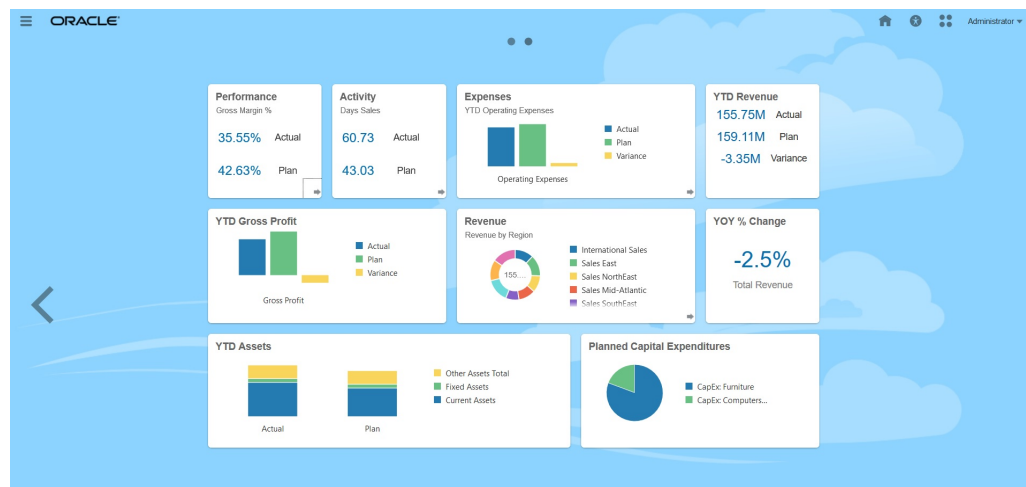 ORACLE
Administrator
Performance
Gross Margin %
35.55% Actual
42.63% Plan
Activity
Days Sales
60.73 Actual
43.03 Plan
Expenses
YTD Operating Expenses
Actual
Plan
Variance
Operating Expenses
YTD Revenue
155.75M Actual
159.11M Plan
-3.35M Variance
YTD Gross Profit
Actual
Plan
Variance
Gross Profit
Revenue
Revenue by Region
155...
International Sales
Sales East
Sales NorthEast
Sales Mid-Atlantic
Sales SouthEast
YOY % Change
-2.5%
Total Revenue
YTD Assets
Other Assets Total
Fixed Assets
Current Assets
Actual
Plan
Planned Capital Expenditures
CapEx: Furniture
CapEx: Computers...